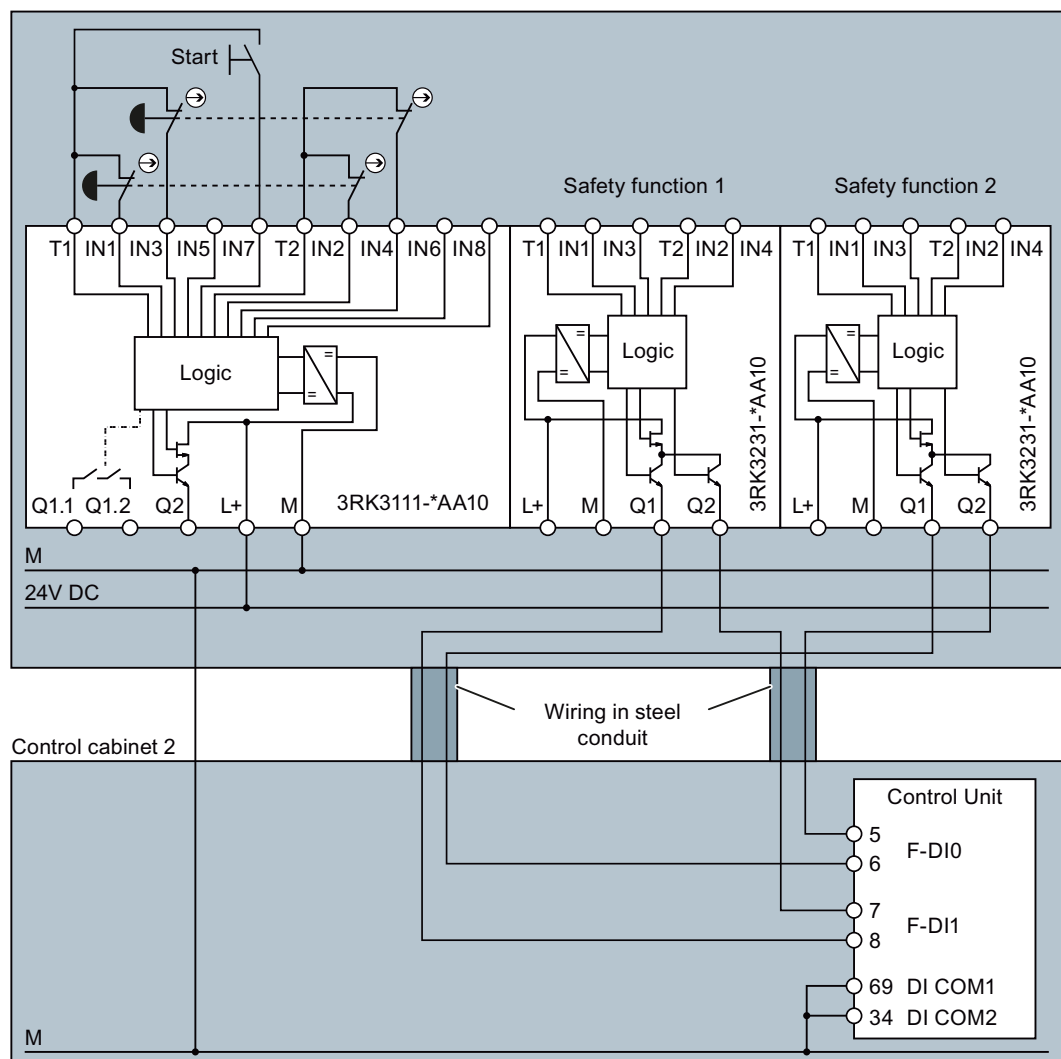 Start
Safety function 1
Safety function 2
T1 IN1 IN3 IN5 IN7 T2 IN2 IN4 IN6 IN8
T1 IN1 IN3 T2 IN2 IN4
T1 IN1 IN3 T2 IN2 IN4
Logic
=
=
Logic
=
=
Logic
=
=
3RK3231-*AA10
3RK3231-*AA10
Q1.1 Q1.2 Q2 L+ M 3RK3111-*AA10
L+ M Q1 Q2
L+ M Q1 Q2
M
24V DC
Wiring in steel
conduit
Control cabinet 2
Control Unit
5
F-DI0
6
7
F-DI1
8
69 DI COM1
34 DI COM2
M